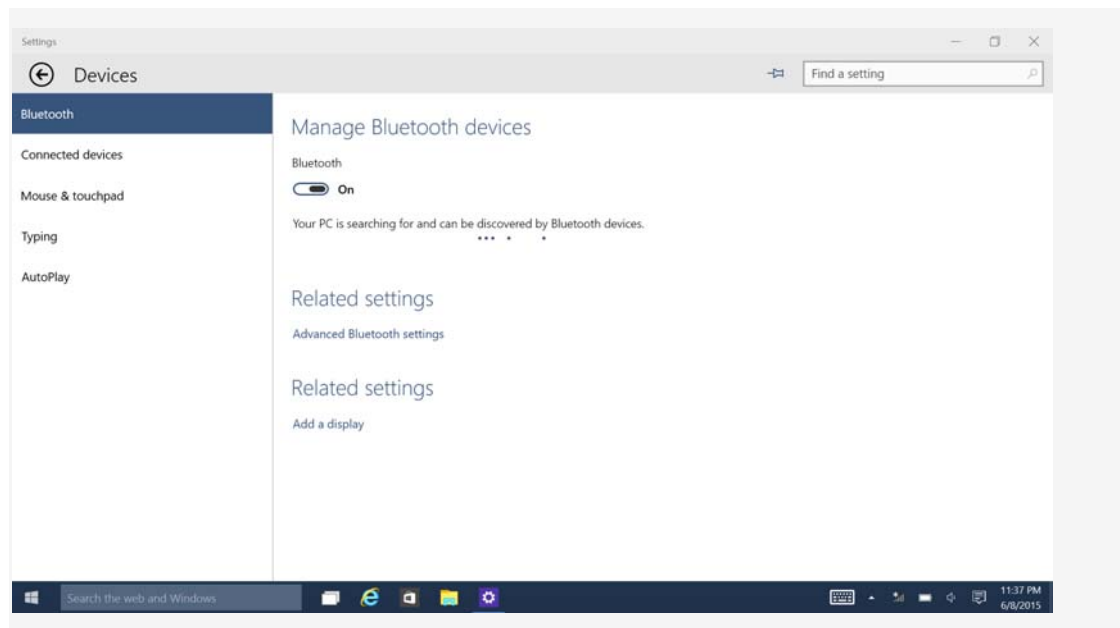 Settings
Devices
Find a setting
Bluetooth
Connected devices
Mouse & touchpad
Typing
AutoPlay
Manage Bluetooth devices
Bluetooth
On
Your PC is searching for and can be discovered by Bluetooth devices.
Related settings
Advanced Bluetooth settings
Related settings
Add a display
Search the web and Windows
11:37 PM
6/8/2015